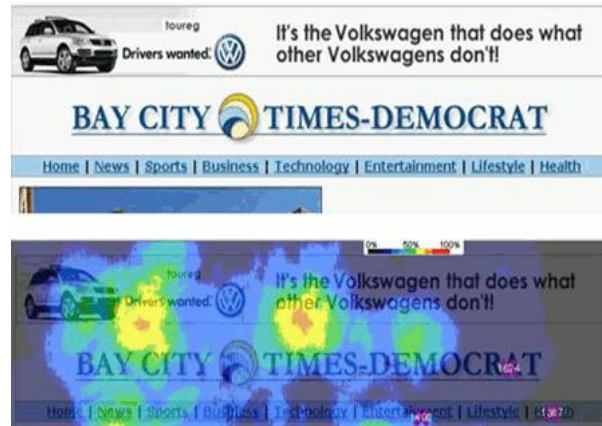 toureg
It's the Volkswagen that does what
Drivers wanted.
other Volkswagens don't!
BAY CITY TIMES-DEMOCRAT
Home | News | Sports | Business | Technology | Entertainment | Lifestyle | Health
0% 50% 100%
toureg
It's the Volkswagen that does what
Drivers wanted.
other Volkswagens don't!
BAY CITY TIMES-DEMOCRAT
Home | News | Sports | Business | Technology | Entertainment | Lifestyle | Health